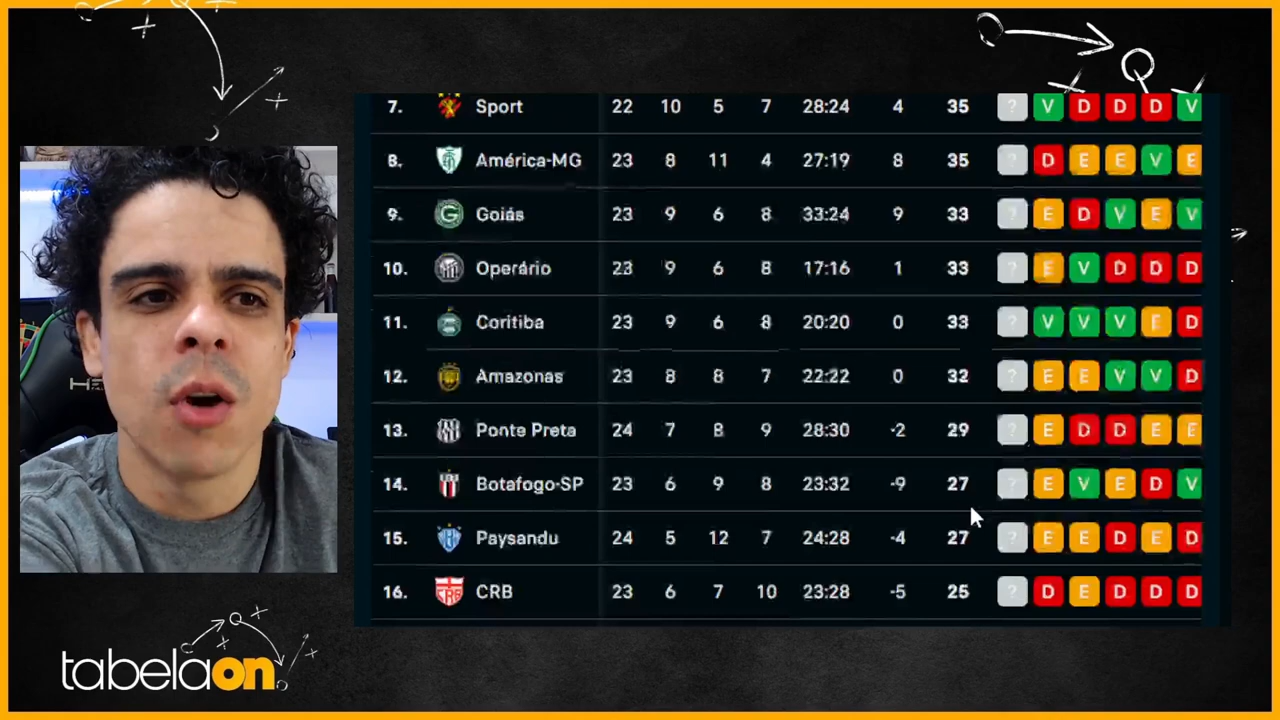 7. Sport 22 10 5 7 28:24 4 35 ? V D D D V
8. América-MG 23 8 11 4 27:19 8 35 ? D E E V E
9. Goiás 23 9 6 8 33:24 9 33 ? E D V E V
10. Operário 23 9 6 8 17:16 1 33 ? E V D D D
11. Coritiba 23 9 6 8 20:20 0 33 ? V V V E D
12. Amazonas 23 8 8 7 22:22 0 32 ? E E V V D
13. Ponte Preta 24 7 8 9 28:30 -2 29 ? E D D E E
14. Botafogo-SP 23 6 9 8 23:32 -9 27 ? E V E D V
15. Paysandu 24 5 12 7 24:28 -4 27 ? E E D E D
16. CRB CRB 23 6 7 10 23:28 -5 25 ? D E D D D
tabelaon